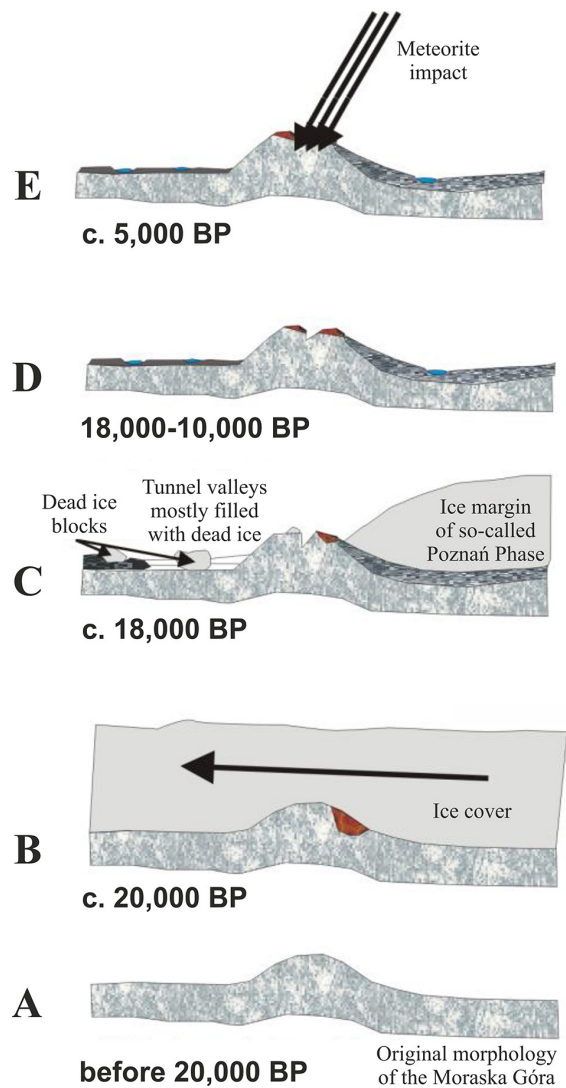 Meteorite
impact
E
c. 5,000 BP
D
18,000-10,000 BP
Dead ice
blocks
Tunnel valleys
mostly filled
with dead ice
Ice margin
of so-called
Poznań Phase
C
c. 18,000 BP
Ice cover
B
c. 20,000 BP
A
before 20,000 BP
Original morphology
of the Moraska Góra